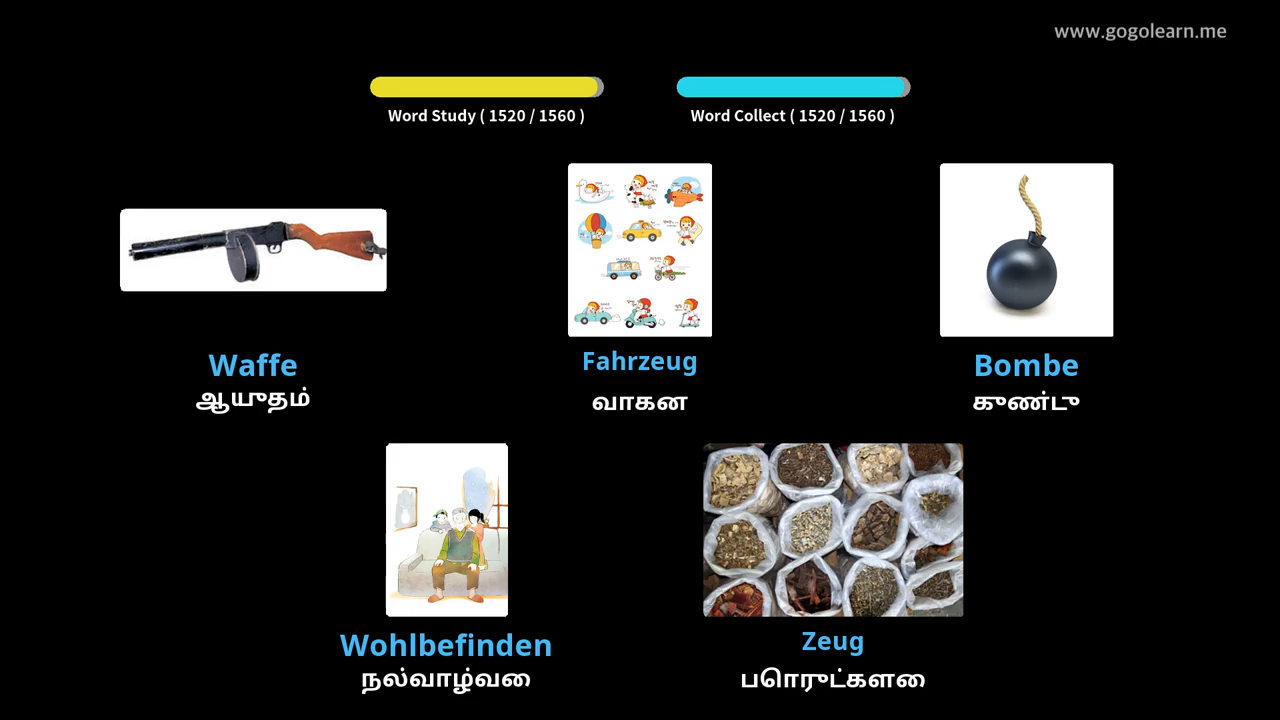 www.gogolearn.me
Word Study ( 1520 / 1560 )
Word Collect ( 1520 / 1560 )
Waffe
ஆயுதம்
Fahrzeug
வாகன
Bombe
குண்டு
Wohlbefinden
நல்வாழ்வை
Zeug
பொருட்களை